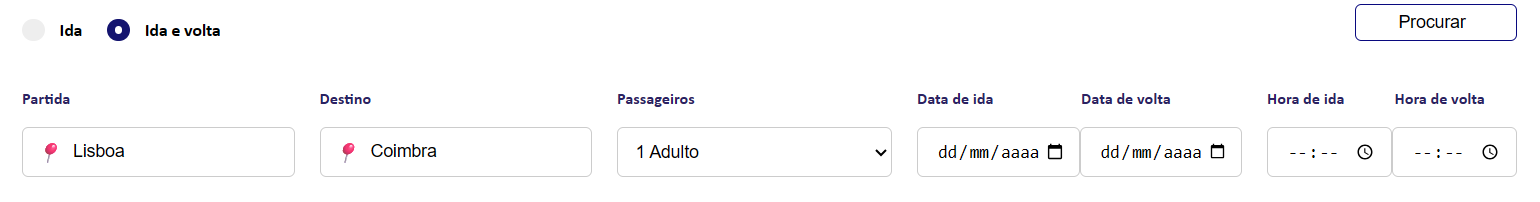 Ida Ida e volta Procurar
Partida Destino Passageiros Data de ida Data de volta Hora de ida Hora de volta
Lisboa Coimbra 1 Adulto dd/mm/aaaa dd/mm/aaaa --:-- --:--